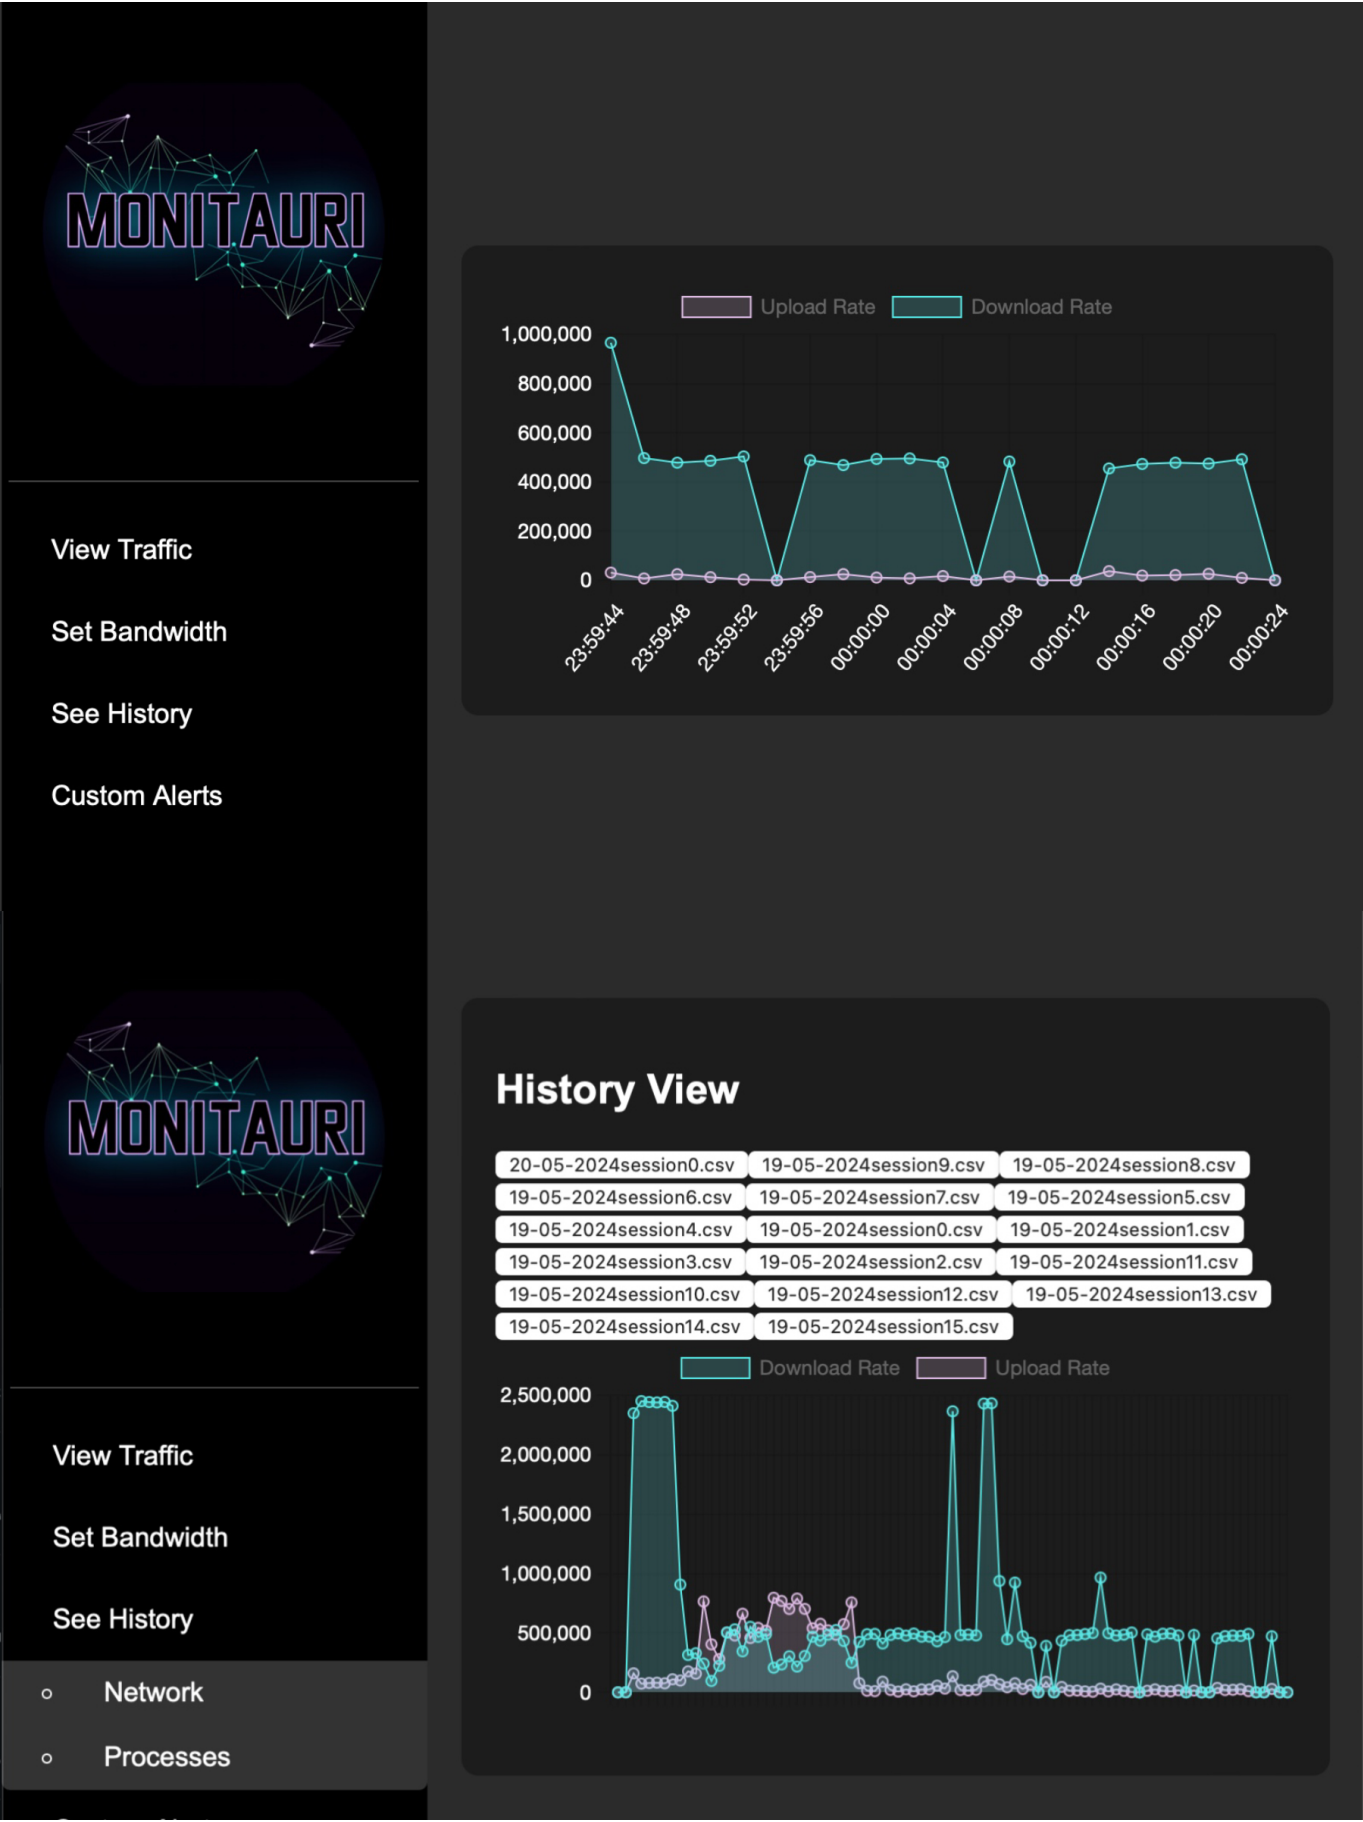 MONITAURI
View Traffic
Set Bandwidth
See History
Custom Alerts
Upload Rate Download Rate
1,000,000
800,000
600,000
400,000
200,000
0
23:59:44 23:59:48 23:59:52 23:59:56 00:00:00 00:00:04 00:00:08 00:00:12 00:00:16 00:00:20 00:00:24
MONITAURI
View Traffic
Set Bandwidth
See History
Network
Processes
History View
20-05-2024session0.csv 19-05-2024session9.csv 19-05-2024session8.csv
19-05-2024session6.csv 19-05-2024session7.csv 19-05-2024session5.csv
19-05-2024session4.csv 19-05-2024session0.csv 19-05-2024session1.csv
19-05-2024session3.csv 19-05-2024session2.csv 19-05-2024session11.csv
19-05-2024session10.csv 19-05-2024session12.csv 19-05-2024session13.csv
19-05-2024session14.csv 19-05-2024session15.csv
Download Rate Upload Rate
2,500,000
2,000,000
1,500,000
1,000,000
500,000
0